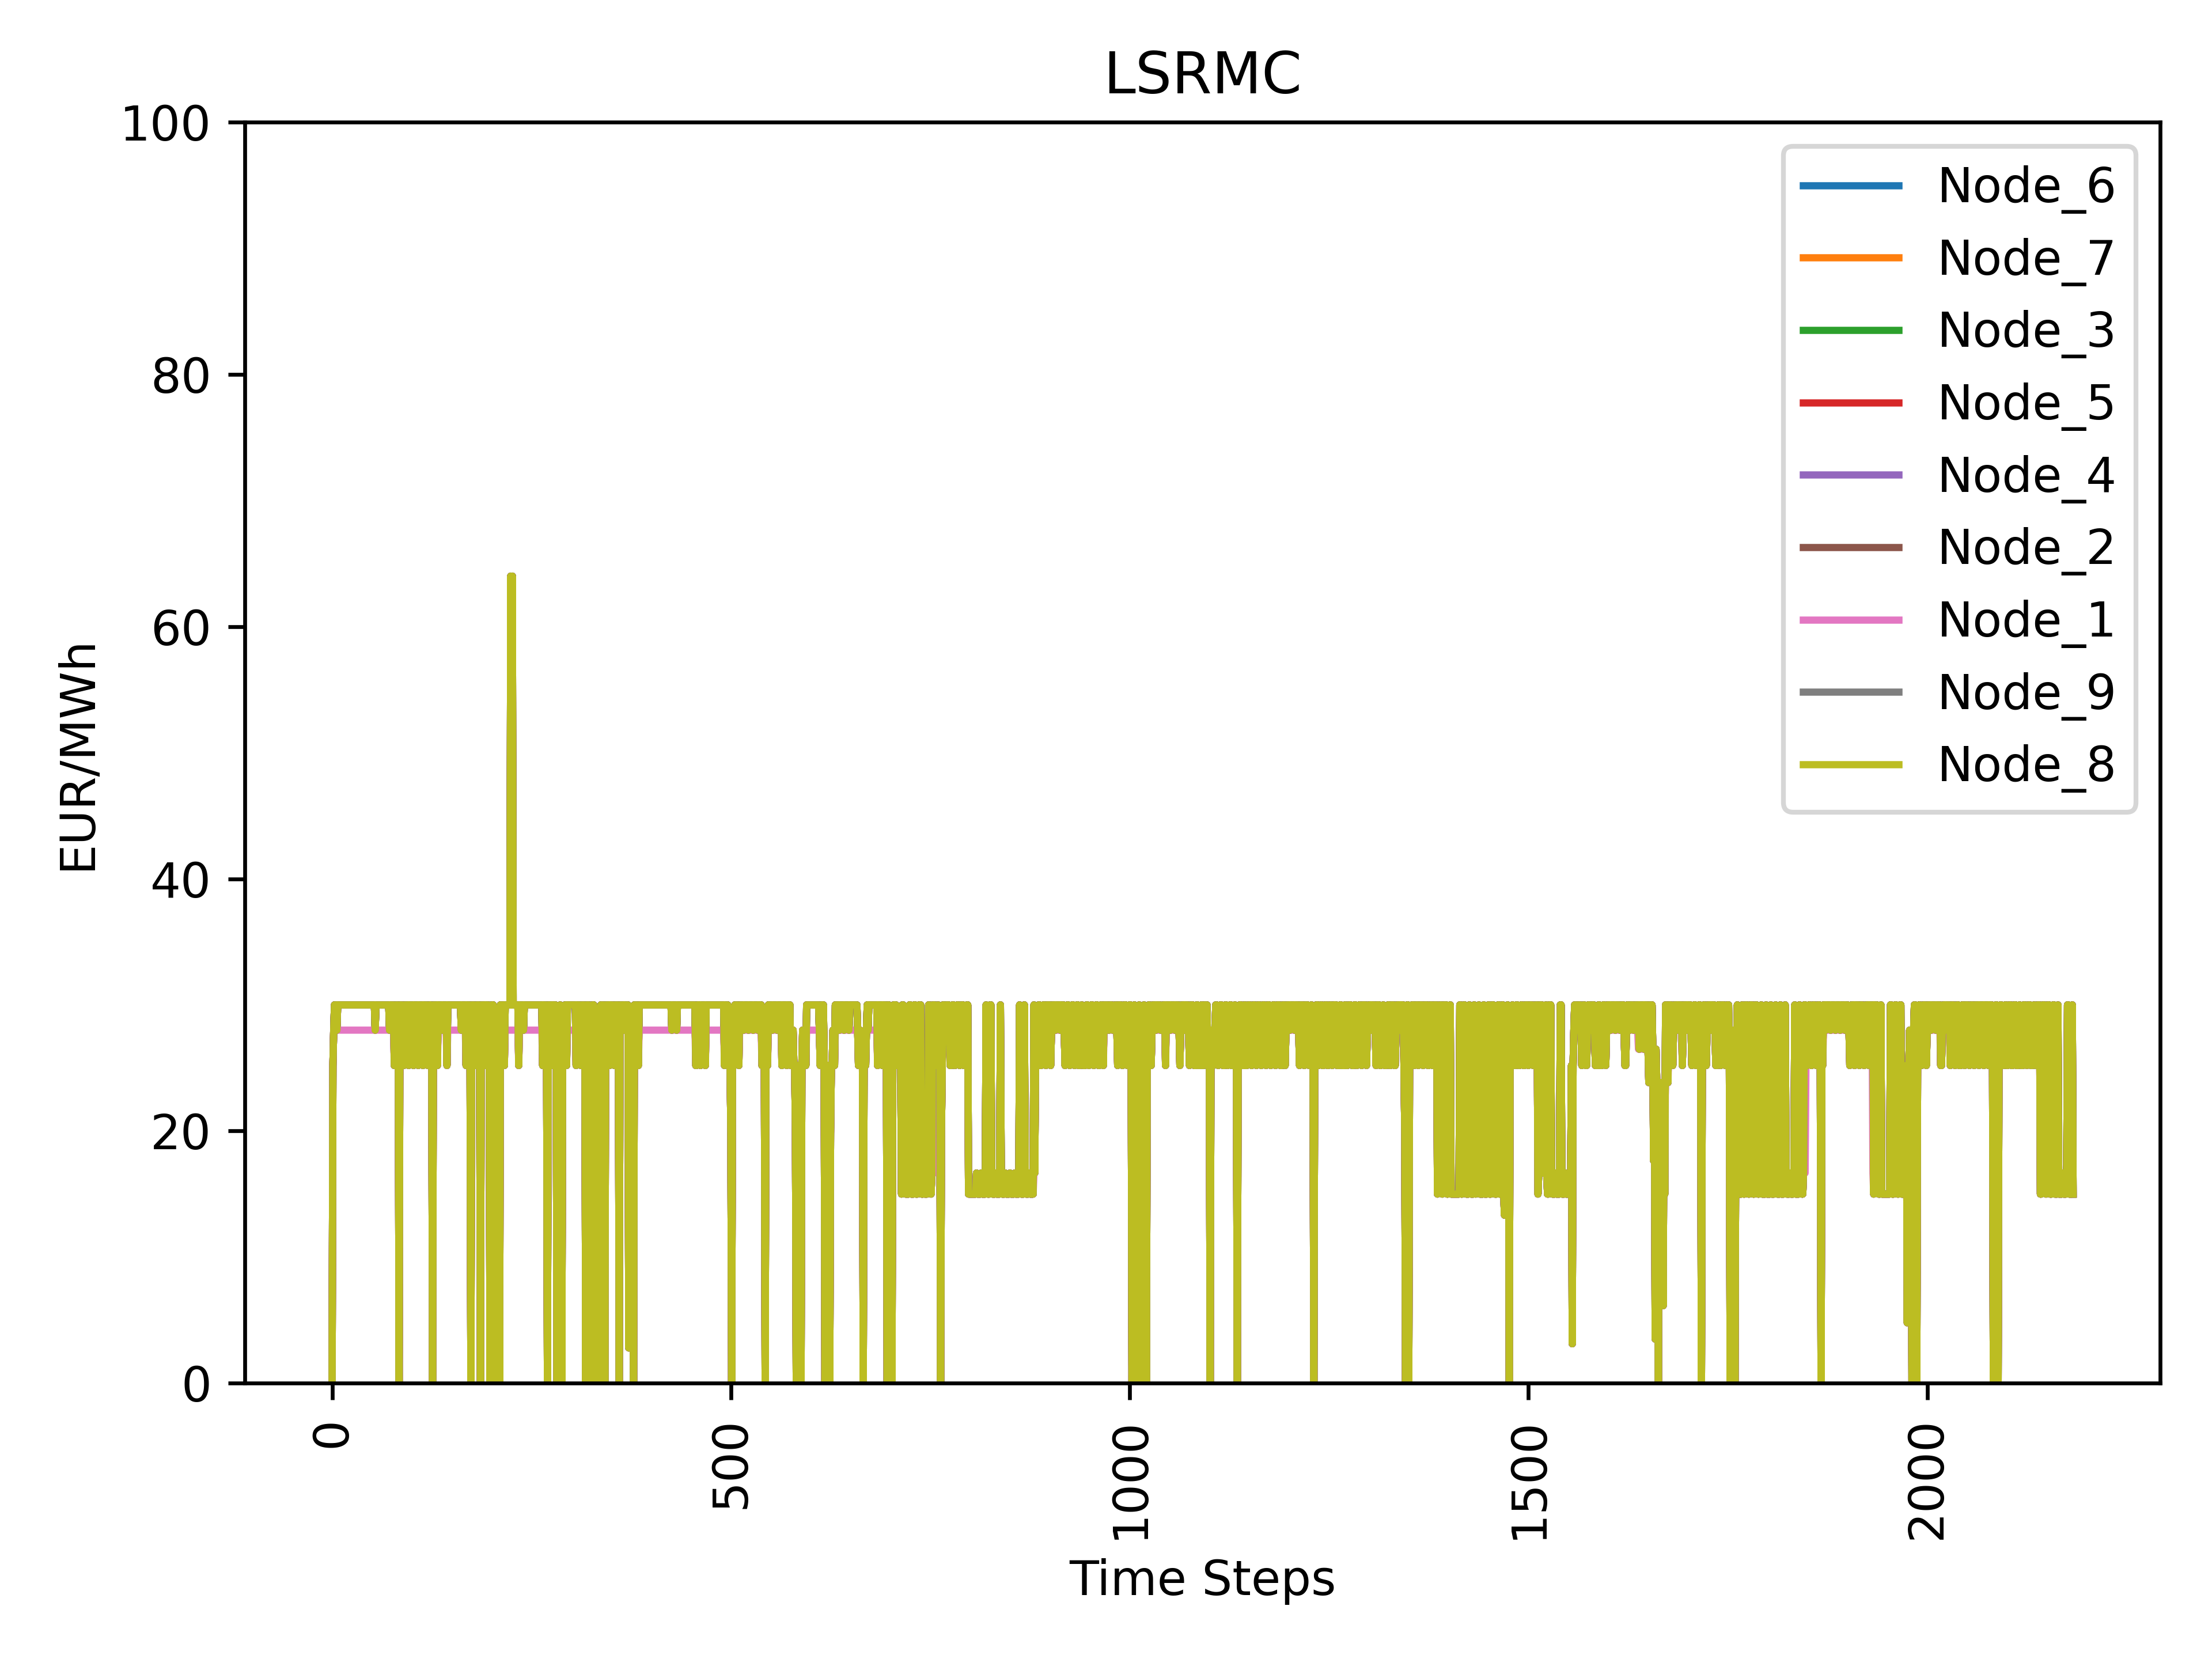 LSRMC
100
80
60
40
20
0
EUR/MWh
Node_6
Node_7
Node_3
Node_5
Node_4
Node_2
Node_1
Node_9
Node_8
0
500
1000
1500
2000
Time Steps